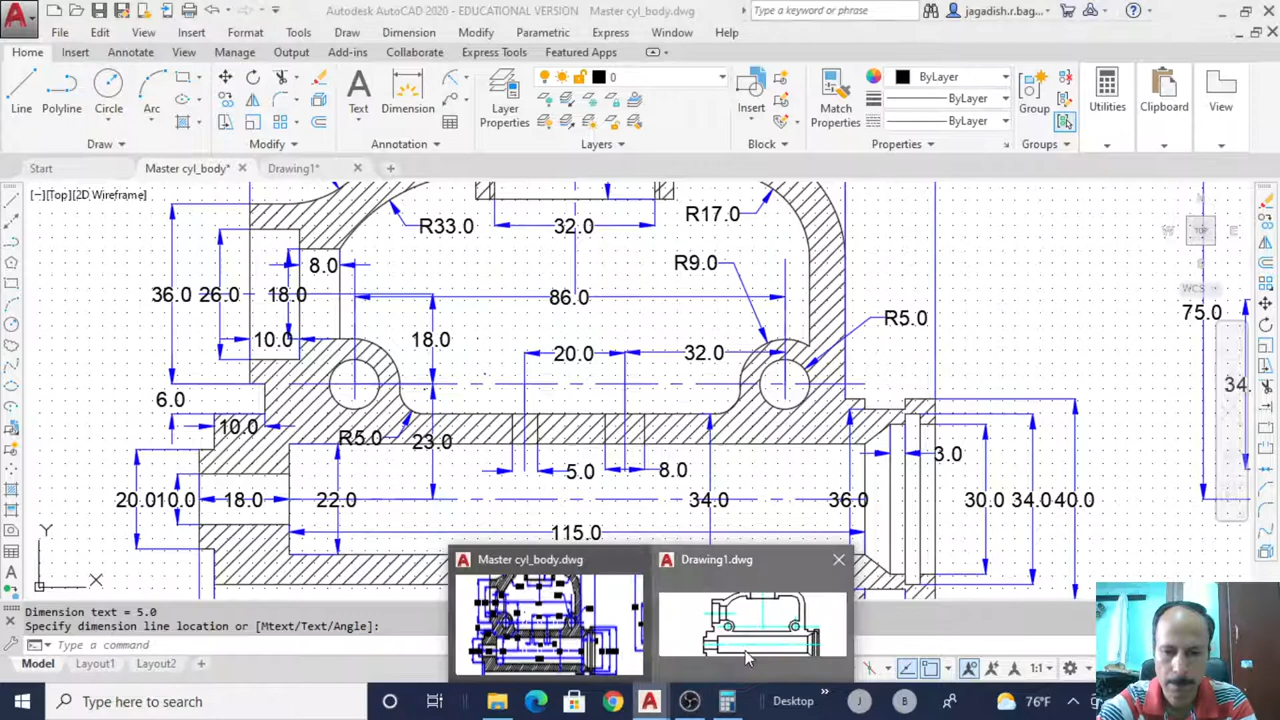 Autodesk AutoCAD 2020 - EDUCATIONAL VERSION Master cyl_body.dwg
Type a keyword or phrase
jagadish.r.bag...
File Edit View Insert Format Tools Draw Dimension Modify Parametric Express Window Help
Home Insert Annotate View Manage Output Add-ins Collaborate Express Tools Featured Apps
Line Polyline Circle Arc
Text Dimension
Layer Properties
0
Insert
Match Properties
ByLayer
ByLayer
ByLayer
Group
Utilities
Clipboard
View
Draw Modify Annotation Layers Block Properties Groups
Start
Master cyl_body*
Drawing1*
[−][Top][2D Wireframe]
TOP
WCS
R33.0
32.0
R17.0
8.0
R9.0
36.0 26.0 18.0
86.0
R5.0
75.0
10.0
18.0
20.0
32.0
34.
6.0
10.0
R5.0
23.0
5.0
8.0
3.0
20.0 10.0 18.0 22.0
34.0
36.0
30.0 34.0 40.0
115.0
Y
X
Master cyl_body.dwg
Drawing1.dwg
Dimension text = 5.0
Specify dimension line location or [Mtext/Text/Angle]:
Type a command
Model Layout1 Layout2
1:1
Type here to search
Desktop
J
B
76°F